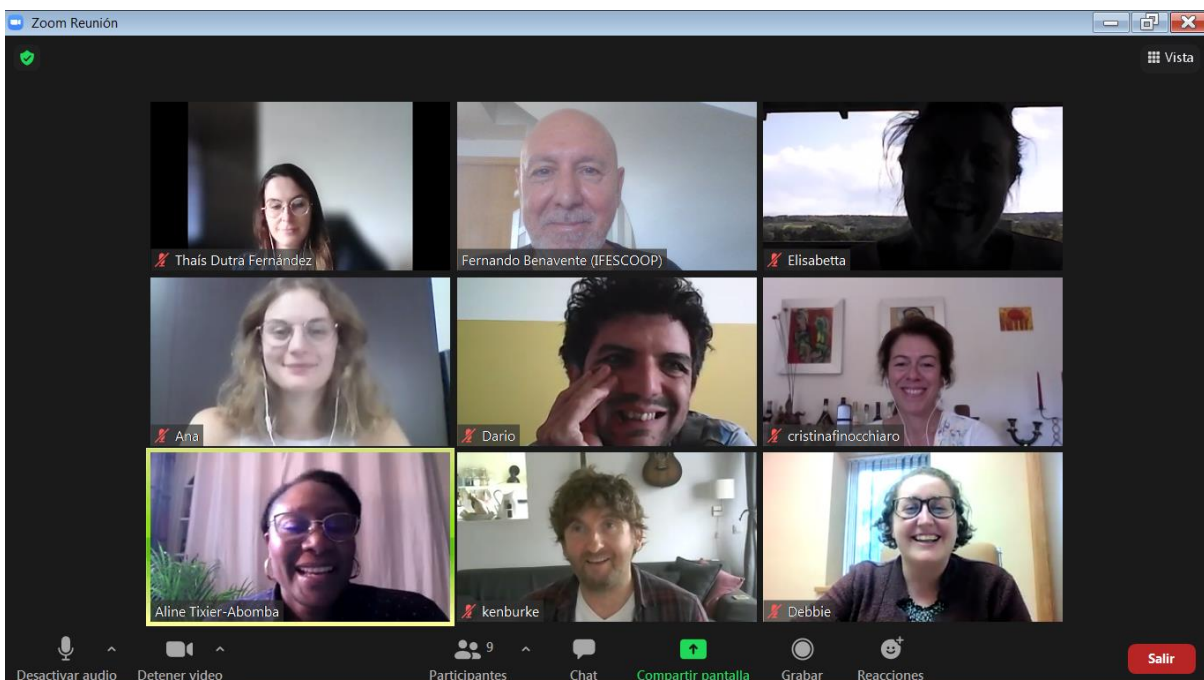 Zoom Reunión
Vista
Thaís Dutra Fernández
Fernando Benavente (IFESCOOP)
Elisabetta
Ana
Dario
cristinafinocchiaro
Aline Tixier-Abomba
kenburke
Debbie
9
Desactivar audio
Detener video
Participantes
Chat
Compartir pantalla
Grabar
Reacciones
Salir